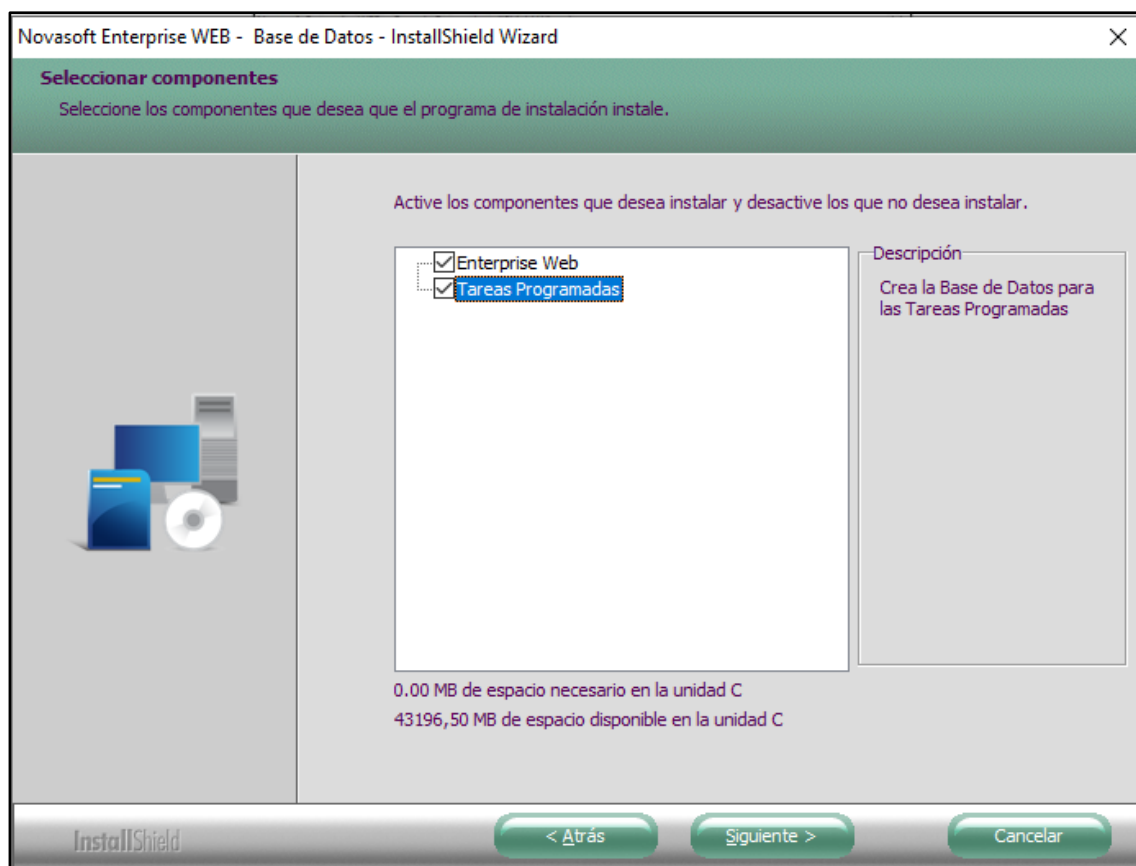 Novasoft Enterprise WEB - Base de Datos - InstallShield Wizard
Seleccionar componentes
Seleccione los componentes que desea que el programa de instalación instale.
Active los componentes que desea instalar y desactive los que no desea instalar.
Enterprise Web
Tareas Programadas
Descripción
Crea la Base de Datos para
las Tareas Programadas
0.00 MB de espacio necesario en la unidad C
43196,50 MB de espacio disponible en la unidad C
InstallShield
< Atrás
Siguiente >
Cancelar